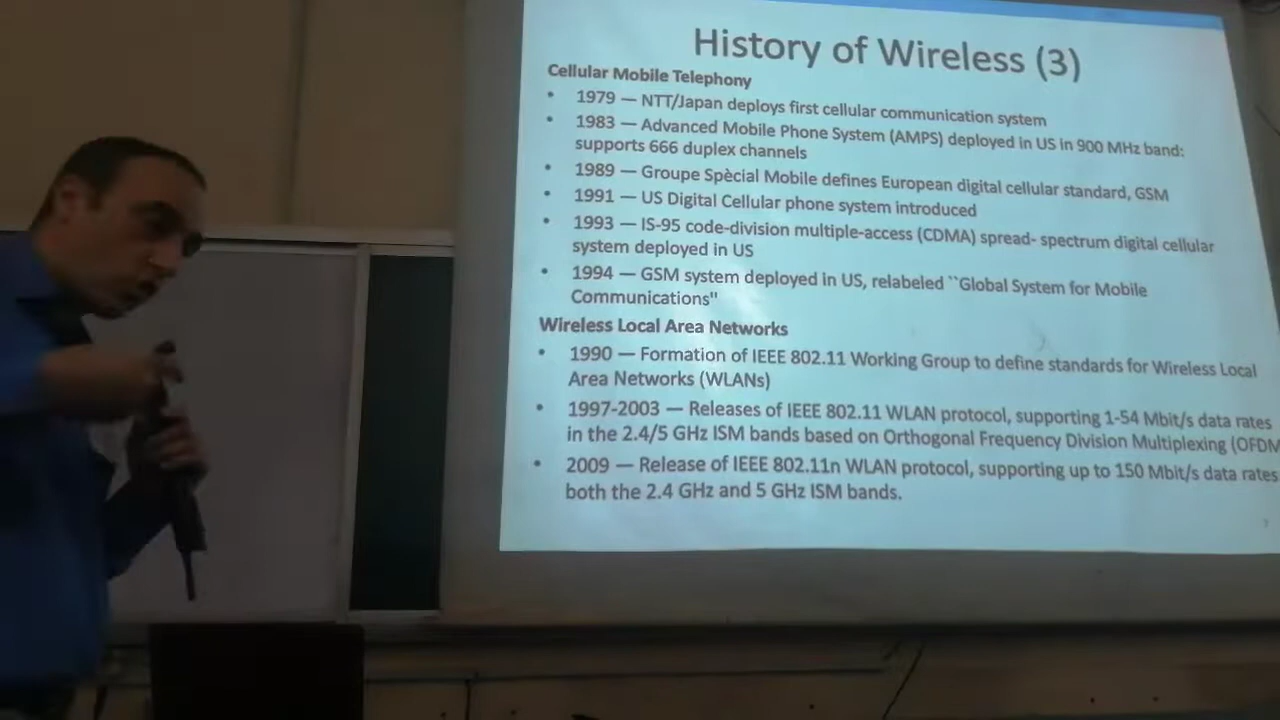 History of Wireless (3)
Cellular Mobile Telephony
• 1979 — NTT/Japan deploys first cellular communication system
• 1983 — Advanced Mobile Phone System (AMPS) deployed in US in 900 MHz band:
supports 666 duplex channels
• 1989 — Groupe Spècial Mobile defines European digital cellular standard, GSM
• 1991 — US Digital Cellular phone system introduced
• 1993 — IS-95 code-division multiple-access (CDMA) spread- spectrum digital cellular
system deployed in US
• 1994 — GSM system deployed in US, relabeled ``Global System for Mobile
Communications"
Wireless Local Area Networks
• 1990 — Formation of IEEE 802.11 Working Group to define standards for Wireless Local
Area Networks (WLANs)
• 1997-2003 — Releases of IEEE 802.11 WLAN protocol, supporting 1-54 Mbit/s data rates
in the 2.4/5 GHz ISM bands based on Orthogonal Frequency Division Multiplexing (OFDM
• 2009 — Release of IEEE 802.11n WLAN protocol, supporting up to 150 Mbit/s data rates
both the 2.4 GHz and 5 GHz ISM bands.